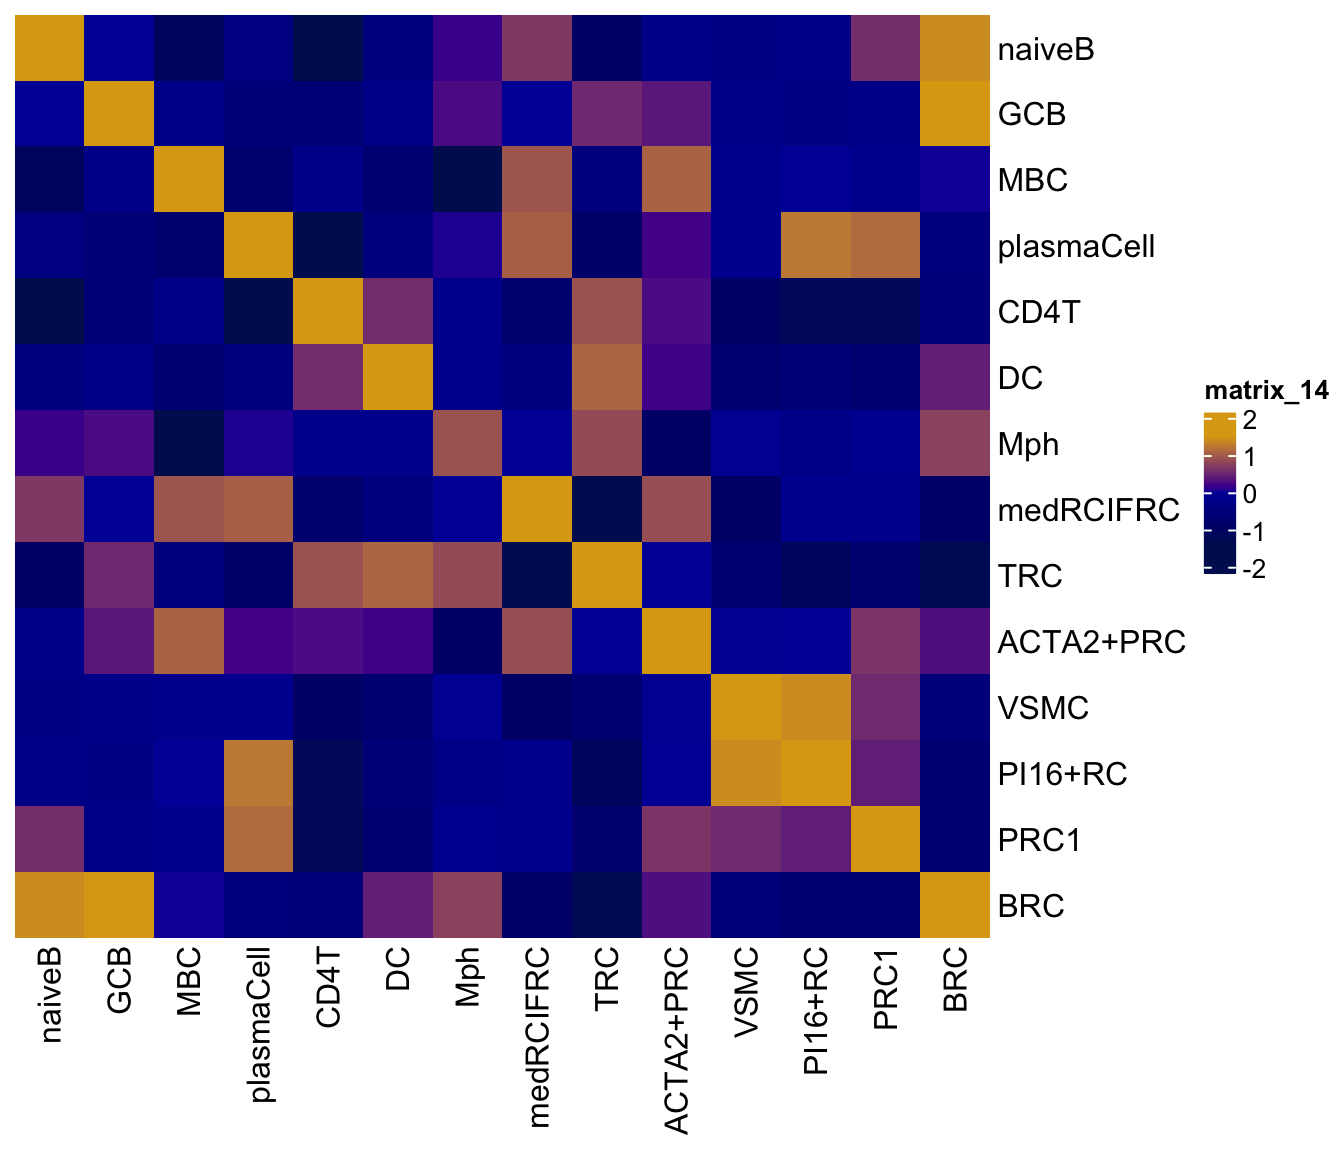 naiveB
GCB
MBC
plasmaCell
CD4T
DC
Mph
medRCIFRC
TRC
ACTA2+PRC
VSMC
PI16+RC
PRC1
BRC
matrix_14
2
1
0
-1
-2
naiveB
GCB
MBC
plasmaCell
CD4T
DC
Mph
medRCIFRC
TRC
ACTA2+PRC
VSMC
PI16+RC
PRC1
BRC